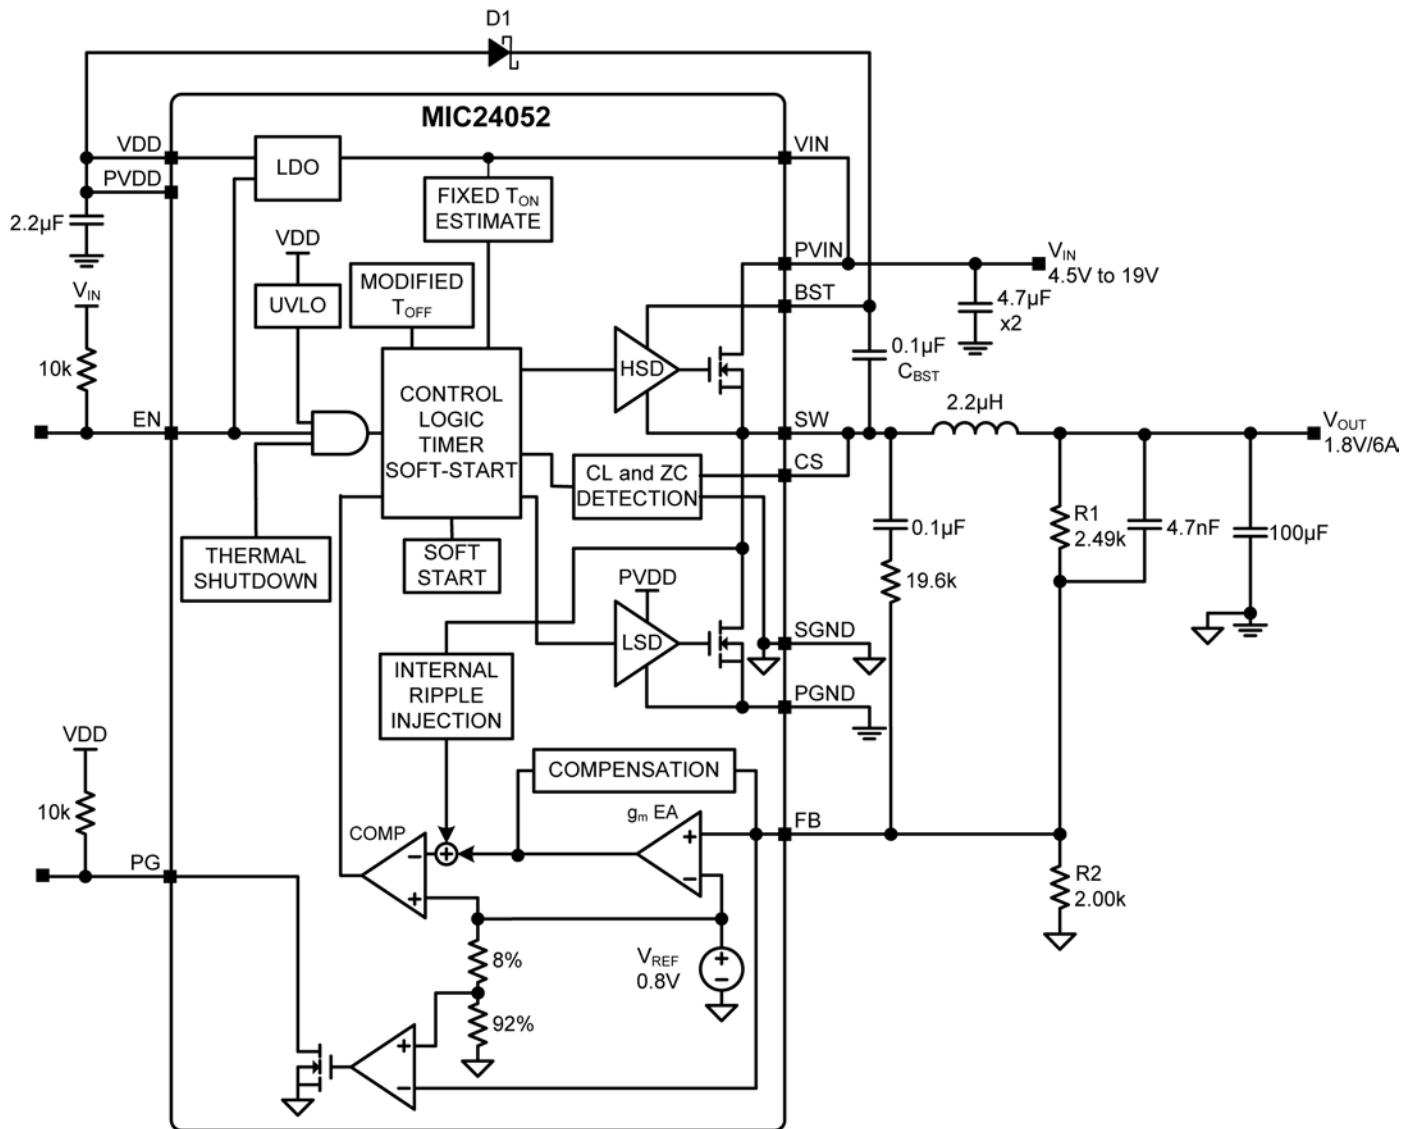 D1
MIC24052
VDD
PVDD
2.2µF
LDO
VIN
FIXED TON
ESTIMATE
VDD
UVLO
MODIFIED
TOFF
VIN
10k
EN
PVIN
BST
VIN
4.5V to 19V
4.7µF
x2
HSD
0.1µF
CBST
CONTROL
LOGIC
TIMER
SOFT-START
SW
CS
2.2µH
VOUT
1.8V/6A
CL and ZC
DETECTION
THERMAL
SHUTDOWN
SOFT
START
0.1µF
19.6k
R1
2.49k
4.7nF
100µF
PVDD
LSD
SGND
PGND
INTERNAL
RIPPLE
INJECTION
VDD
10k
PG
COMPENSATION
gm EA
COMP
+
−
+
−
+
FB
R2
2.00k
8%
92%
VREF
0.8V
+
−
+
−